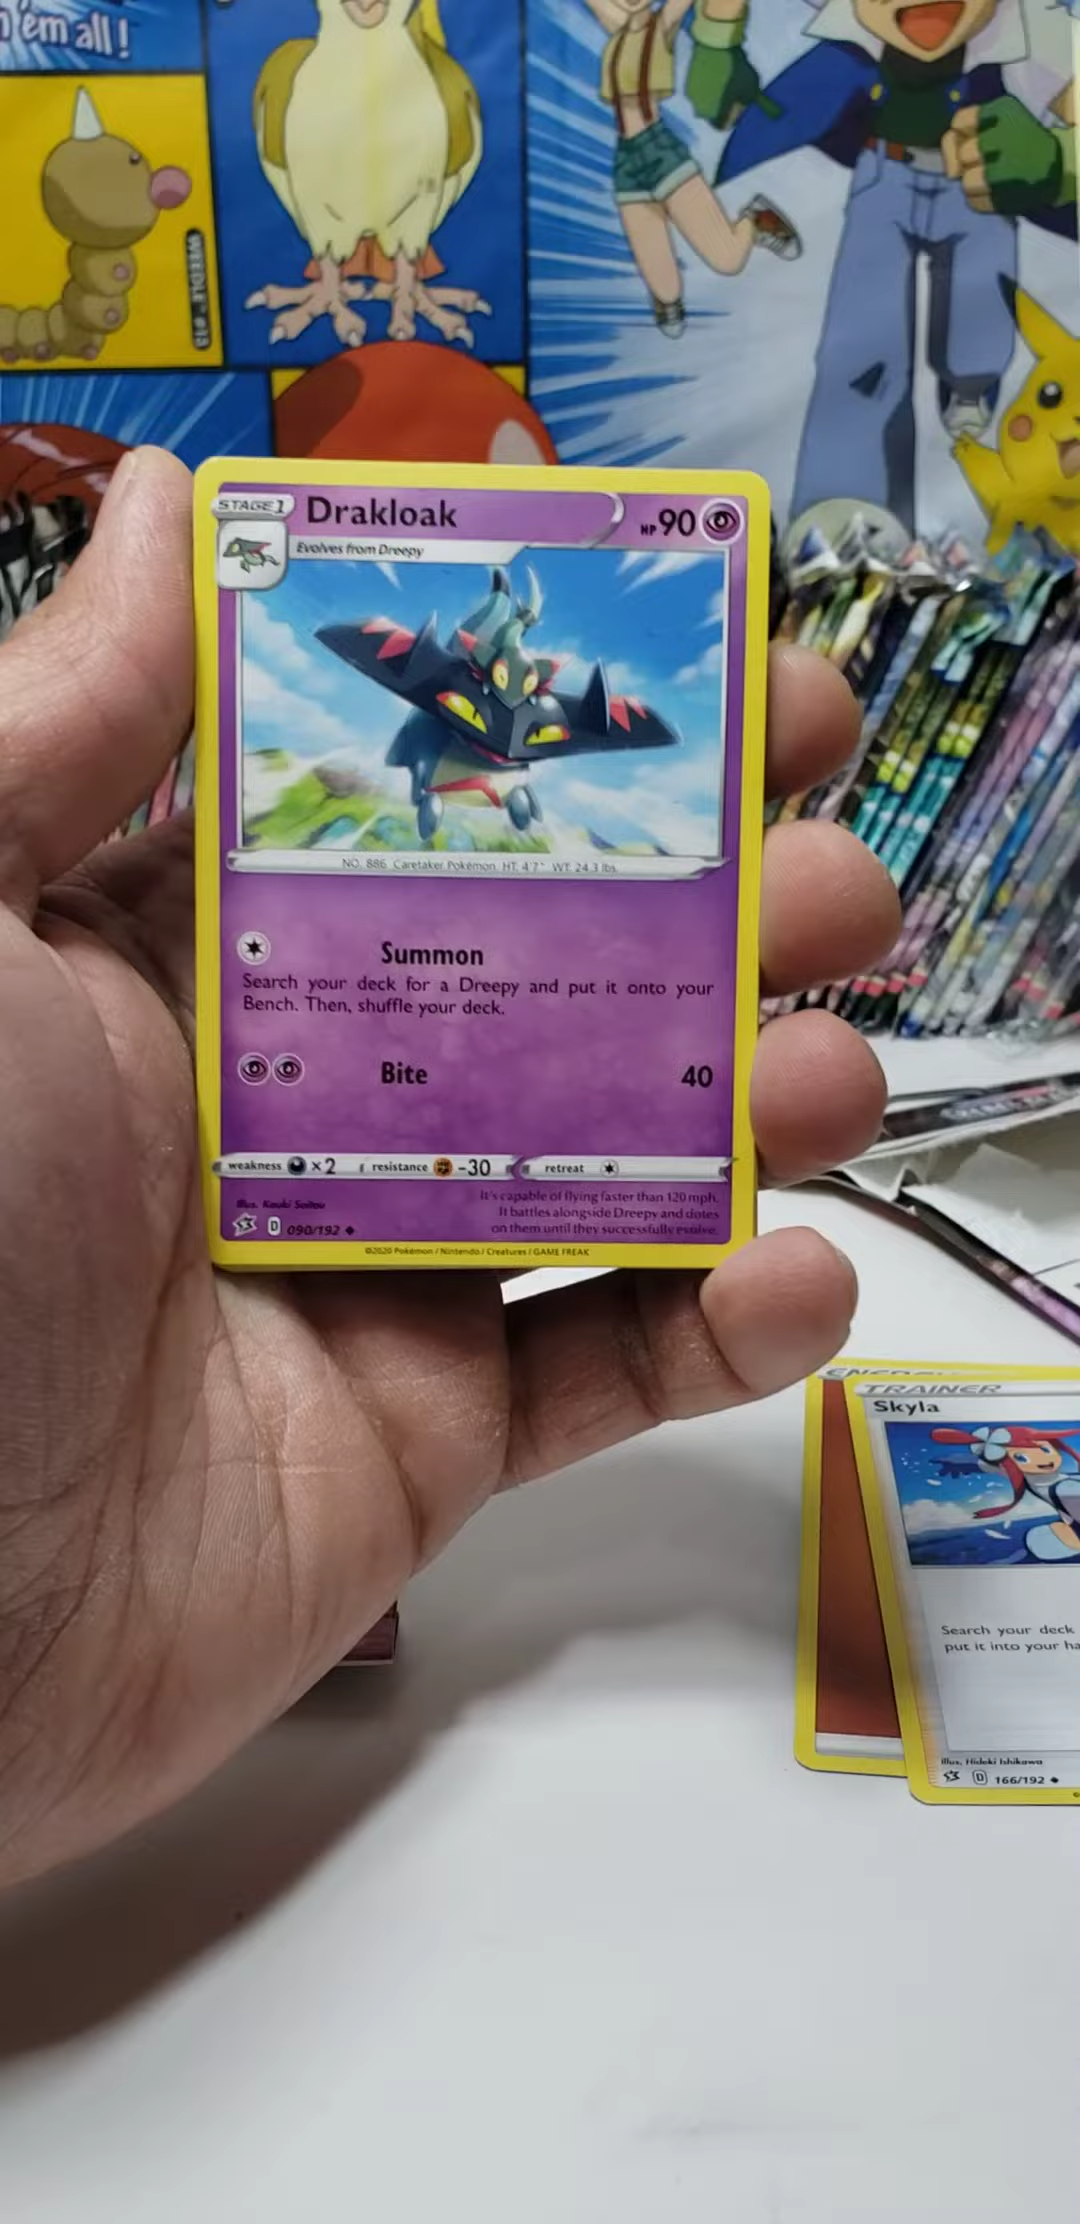 'em all!
WEEDLE #13
STAGE 1
Drakloak
HP 90
Evolves from Dreepy
NO. 886 Caretaker Pokémon HT: 4'7" WT: 24.3 lbs.
Summon
Search your deck for a Dreepy and put it onto your
Bench. Then, shuffle your deck.
Bite 40
weakness ×2 resistance -30 retreat
Illus. Kouki Saitou
D 090/192
It's capable of flying faster than 120 mph.
It battles alongside Dreepy and dotes
on them until they successfully evolve.
©2020 Pokémon / Nintendo / Creatures / GAME FREAK
TRAINER
Skyla
Search your deck
put it into your ha
Illus. Hideki Ishikawa
D 166/192